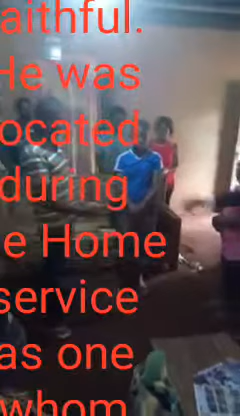 aithful.
He was
ocated
during
e Home
service
as one
whom